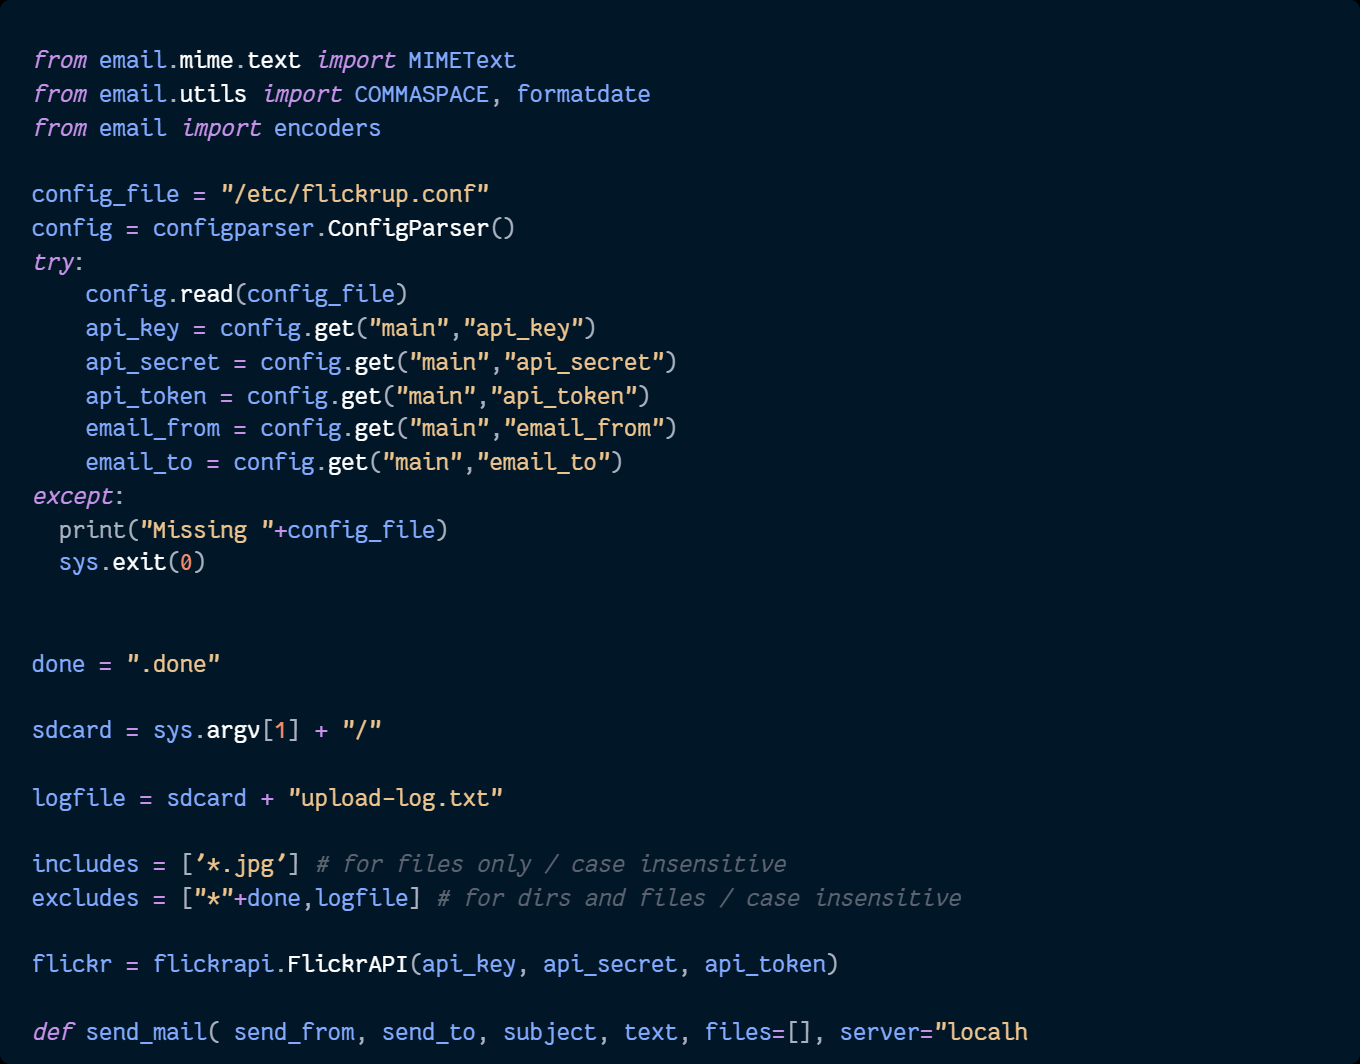 from email.mime.text import MIMEText
from email.utils import COMMASPACE, formatdate
from email import encoders
config_file = "/etc/flickrup.conf"
config = configparser.ConfigParser()
try:
    config.read(config_file)
    api_key = config.get("main","api_key")
    api_secret = config.get("main","api_secret")
    api_token = config.get("main","api_token")
    email_from = config.get("main","email_from")
    email_to = config.get("main","email_to")
except:
  print("Missing "+config_file)
  sys.exit(0)
done = ".done"
sdcard = sys.argv[1] + "/"
logfile = sdcard + "upload-log.txt"
includes = ['*.jpg'] # for files only / case insensitive
excludes = ["*"+done,logfile] # for dirs and files / case insensitive
flickr = flickrapi.FlickrAPI(api_key, api_secret, api_token)
def send_mail( send_from, send_to, subject, text, files=[], server="localh